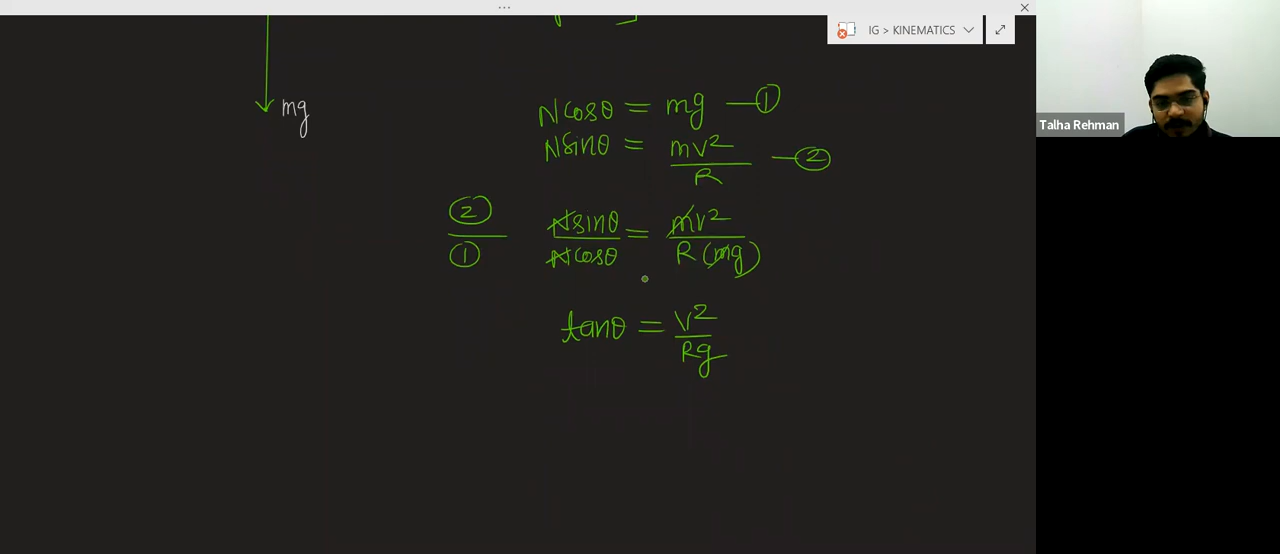 IG > KINEMATICS
Talha Rehman
mg
Ncosθ = mg — ①
Nsinθ = mv²/R — ②
②/① Nsinθ/Ncosθ = mv²/R(mg)
tanθ = v²/Rg